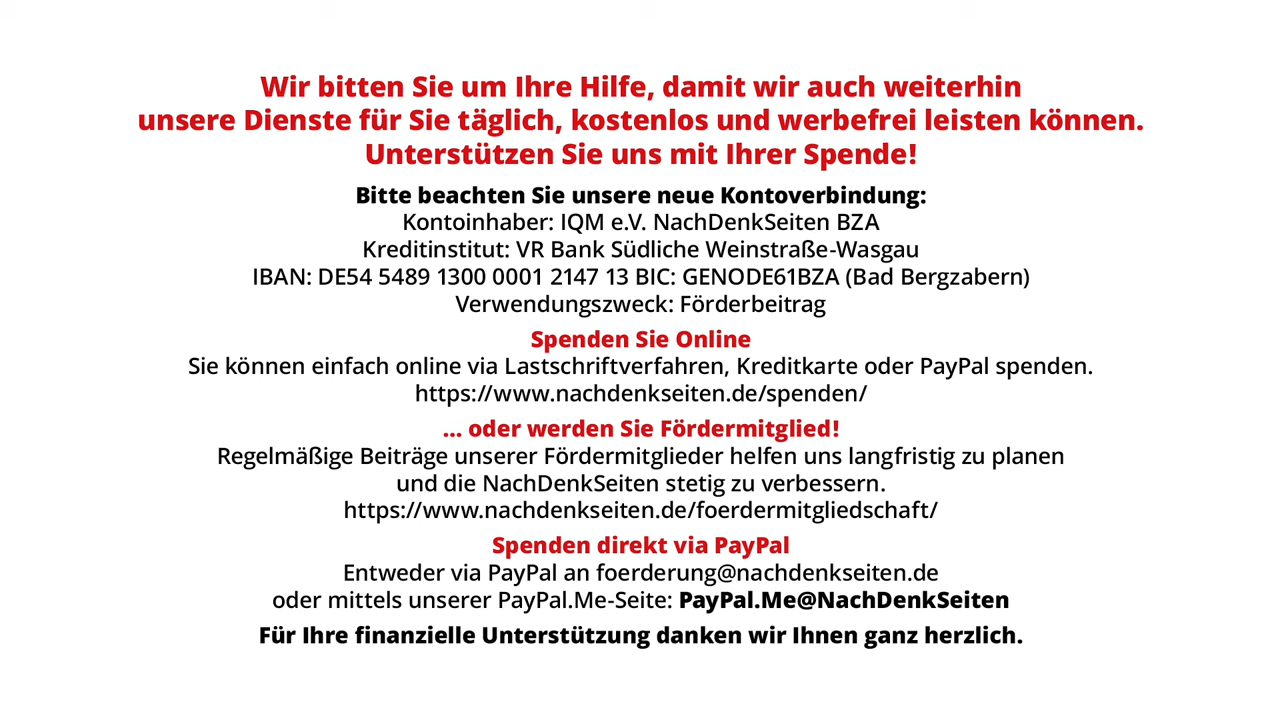 Wir bitten Sie um Ihre Hilfe, damit wir auch weiterhin
unsere Dienste für Sie täglich, kostenlos und werbefrei leisten können.
Unterstützen Sie uns mit Ihrer Spende!
Bitte beachten Sie unsere neue Kontoverbindung:
Kontoinhaber: IQM e.V. NachDenkSeiten BZA
Kreditinstitut: VR Bank Südliche Weinstraße-Wasgau
IBAN: DE54 5489 1300 0001 2147 13 BIC: GENODE61BZA (Bad Bergzabern)
Verwendungszweck: Förderbeitrag
Spenden Sie Online
Sie können einfach online via Lastschriftverfahren, Kreditkarte oder PayPal spenden.
https://www.nachdenkseiten.de/spenden/
... oder werden Sie Fördermitglied!
Regelmäßige Beiträge unserer Fördermitglieder helfen uns langfristig zu planen
und die NachDenkSeiten stetig zu verbessern.
https://www.nachdenkseiten.de/foerdermitgliedschaft/
Spenden direkt via PayPal
Entweder via PayPal an foerderung@nachdenkseiten.de
oder mittels unserer PayPal.Me-Seite: PayPal.Me@NachDenkSeiten
Für Ihre finanzielle Unterstützung danken wir Ihnen ganz herzlich.